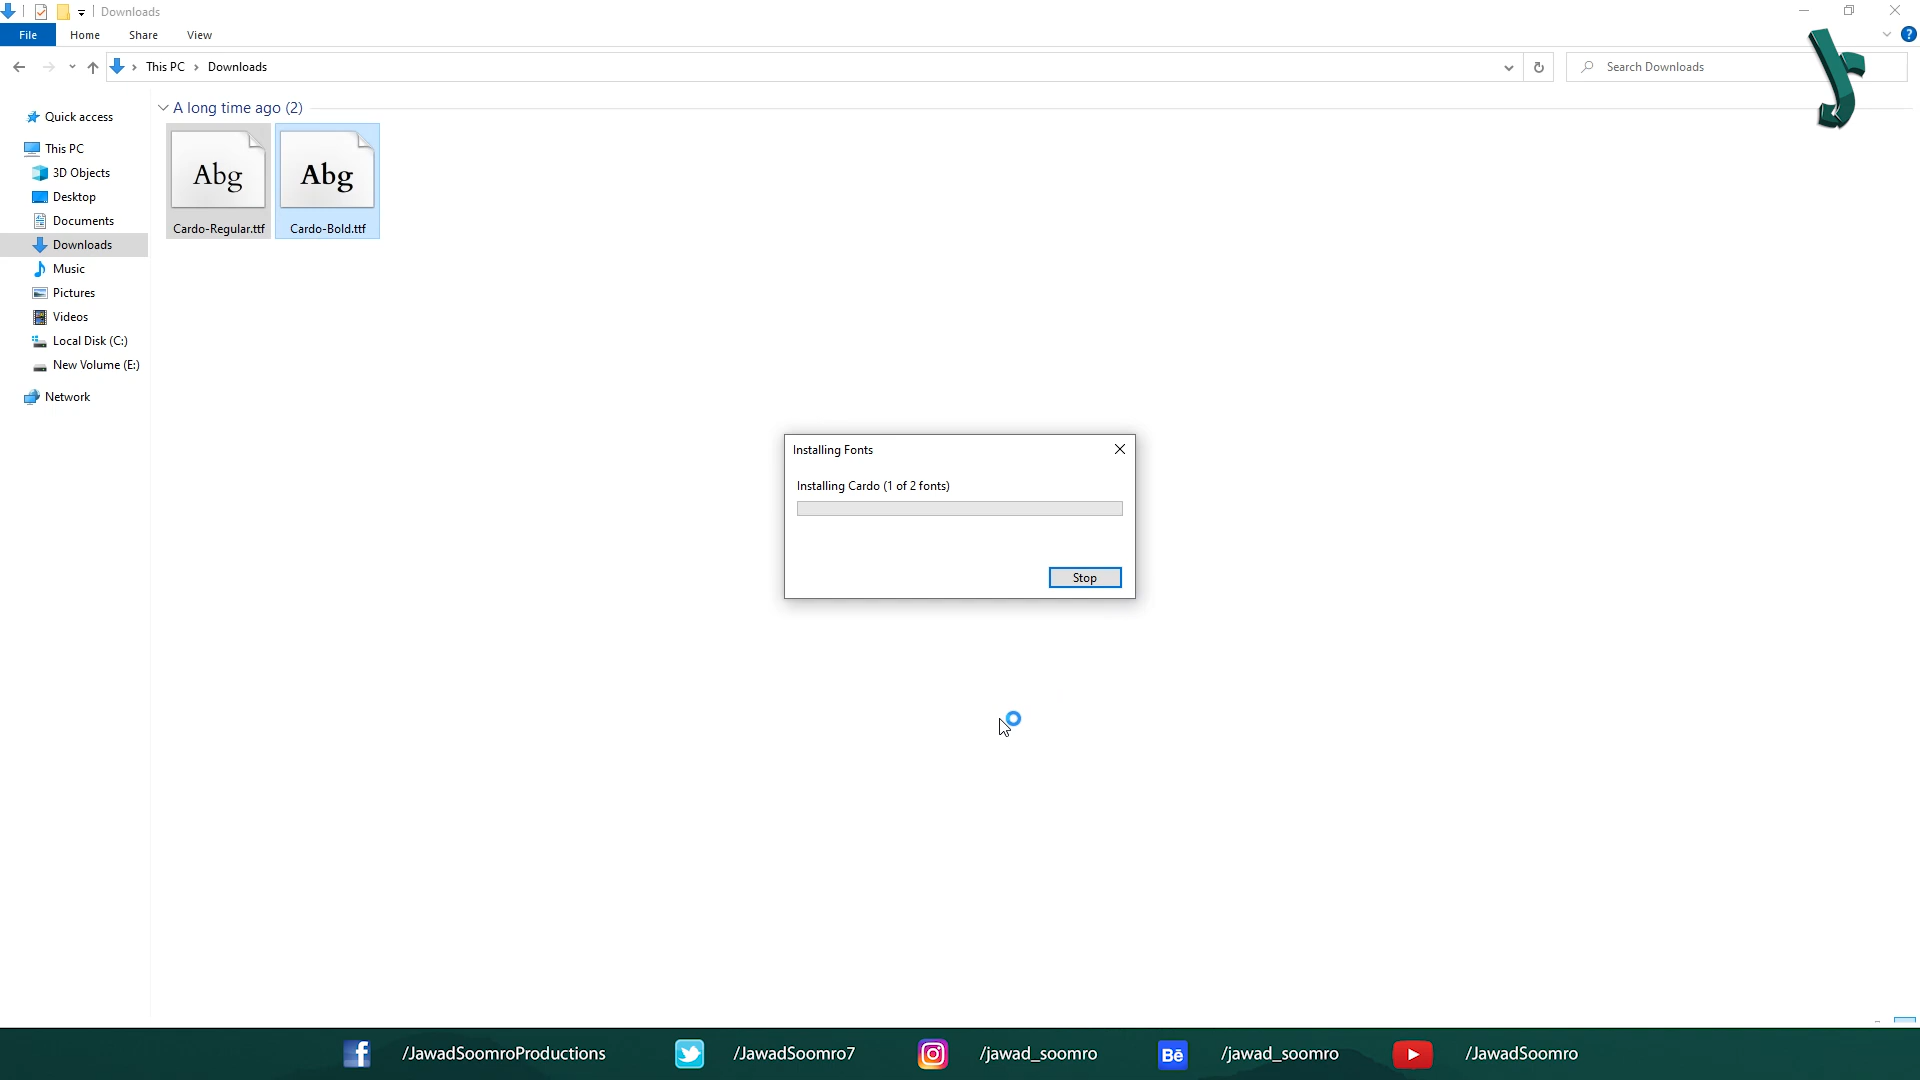 Downloads
File Home Share View
This PC Downloads
Search Downloads
?
Quick access
This PC
3D Objects
Desktop
Documents
Downloads
Music
Pictures
Videos
Local Disk (C:)
New Volume (E:)
Network
A long time ago (2)
Abg Abg
Cardo-Regular.ttf Cardo-Bold.ttf
Installing Fonts
Installing Cardo (1 of 2 fonts)
Stop
f /JawadSoomroProductions /JawadSoomro7 /jawad_soomro Bē /jawad_soomro /JawadSoomro